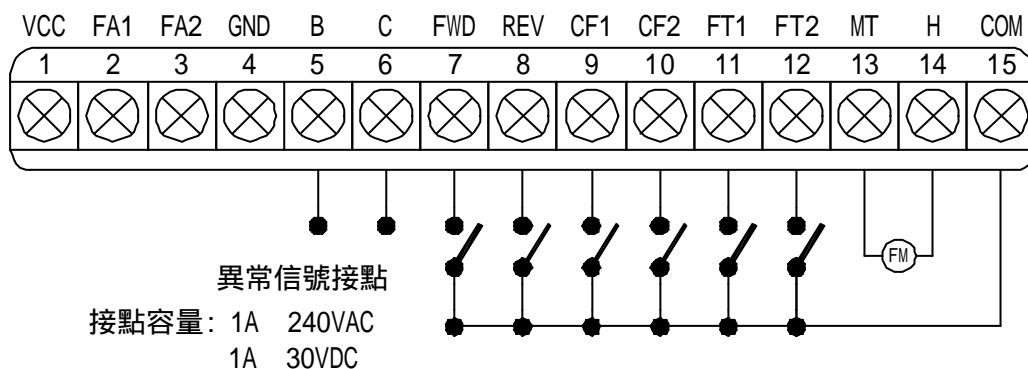 VCC FA1 FA2 GND B C FWD REV CF1 CF2 FT1 FT2 MT H COM
1 2 3 4 5 6 7 8 9 10 11 12 13 14 15
FM
異常信號接點
接點容量: 1A 240VAC
1A 30VDC